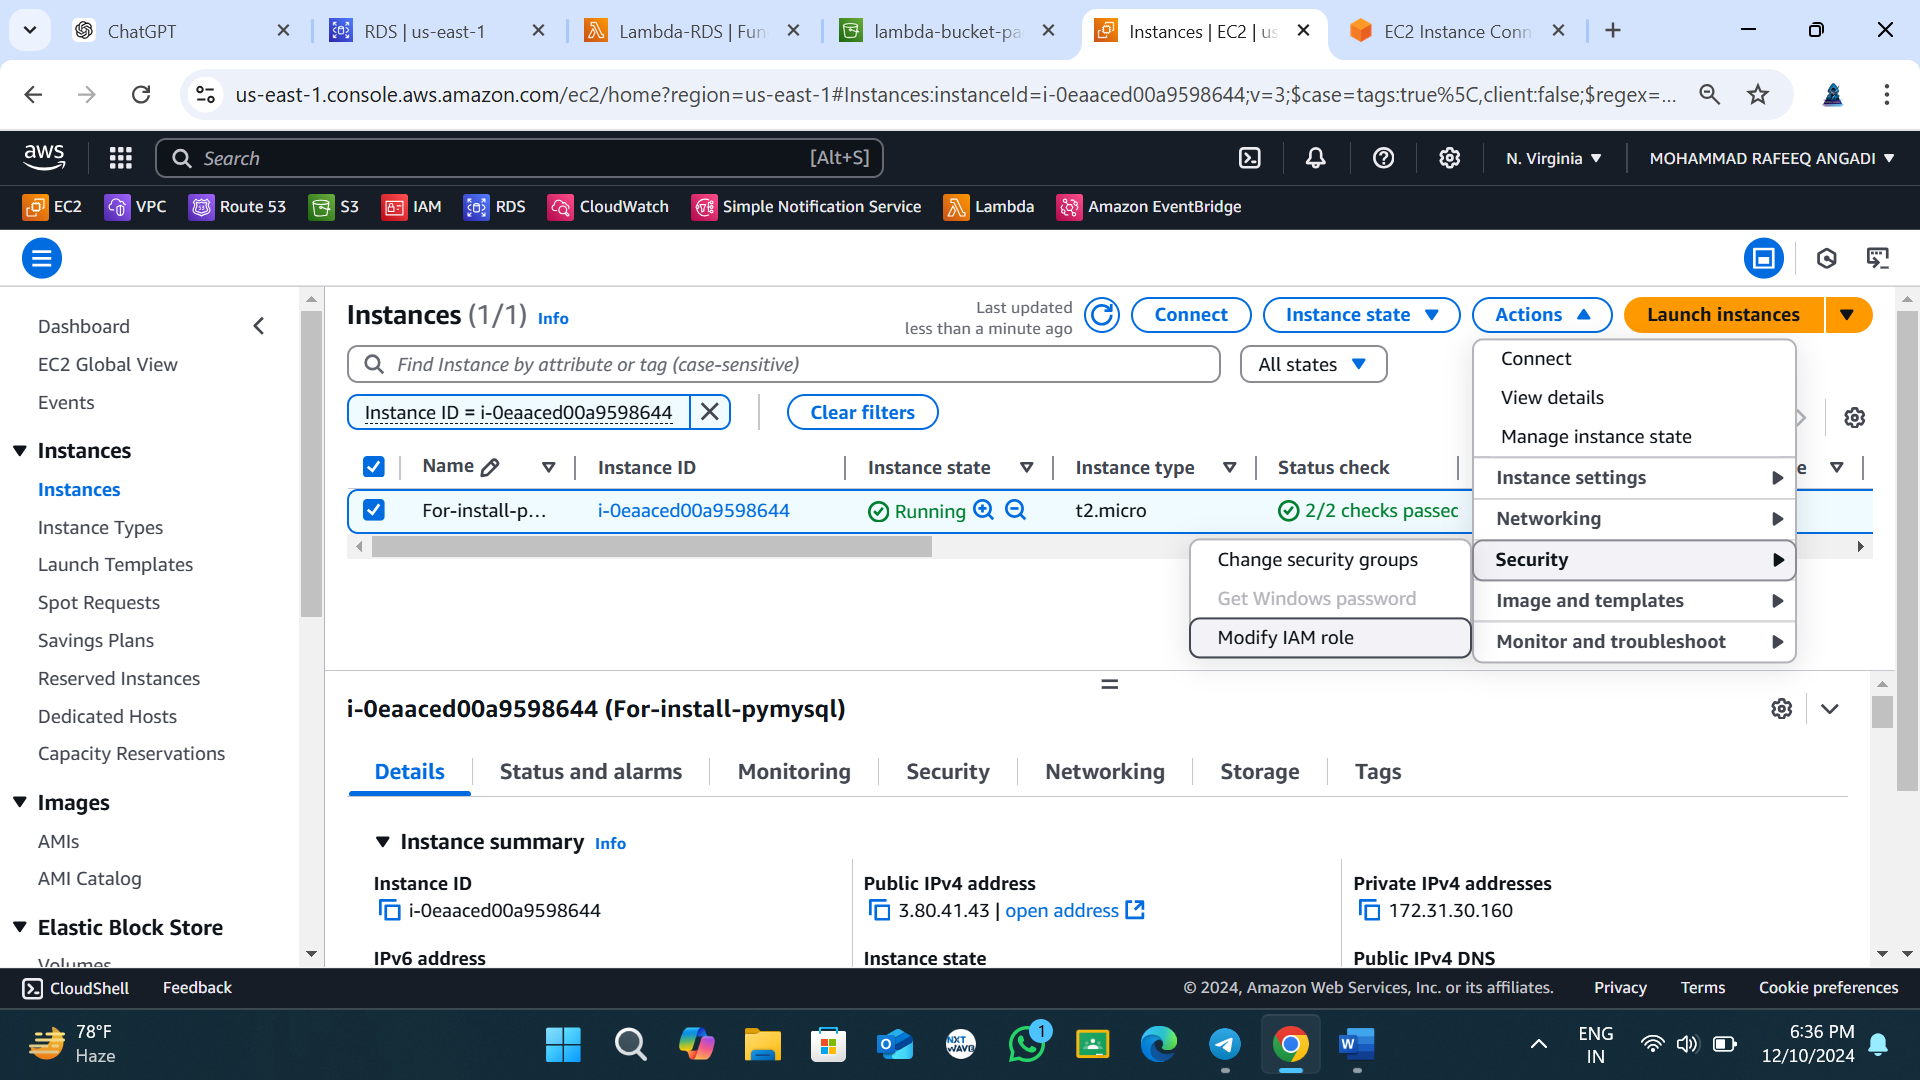 ChatGPT
RDS | us-east-1
Lambda-RDS | Fun
lambda-bucket-pa
Instances | EC2 | us
EC2 Instance Conn
us-east-1.console.aws.amazon.com/ec2/home?region=us-east-1#Instances:instanceId=i-0eaaced00a9598644;v=3;$case=tags:true%5C,client:false;$regex=...
aws
Search
[Alt+S]
N. Virginia
MOHAMMAD RAFEEQ ANGADI
EC2
VPC
Route 53
S3
IAM
RDS
CloudWatch
Simple Notification Service
Lambda
Amazon EventBridge
Dashboard
EC2 Global View
Events
Instances
Instances
Instance Types
Launch Templates
Spot Requests
Savings Plans
Reserved Instances
Dedicated Hosts
Capacity Reservations
Images
AMIs
AMI Catalog
Elastic Block Store
Volumes
Instances (1/1) Info
Last updated
less than a minute ago
Connect
Instance state
Actions
Launch instances
Find Instance by attribute or tag (case-sensitive)
All states
Instance ID = i-0eaaced00a9598644
Clear filters
Name
Instance ID
Instance state
Instance type
Status check
e
For-install-p...
i-0eaaced00a9598644
Running
t2.micro
2/2 checks passec
Connect
View details
Manage instance state
Instance settings
Networking
Security
Image and templates
Monitor and troubleshoot
Change security groups
Get Windows password
Modify IAM role
i-0eaaced00a9598644 (For-install-pymysql)
Details
Status and alarms
Monitoring
Security
Networking
Storage
Tags
Instance summary Info
Instance ID
i-0eaaced00a9598644
Public IPv4 address
3.80.41.43 | open address
Private IPv4 addresses
172.31.30.160
IPv6 address
Instance state
Public IPv4 DNS
CloudShell
Feedback
© 2024, Amazon Web Services, Inc. or its affiliates.
Privacy
Terms
Cookie preferences
78°F
Haze
NXT
WAVE
1
ENG
IN
6:36 PM
12/10/2024